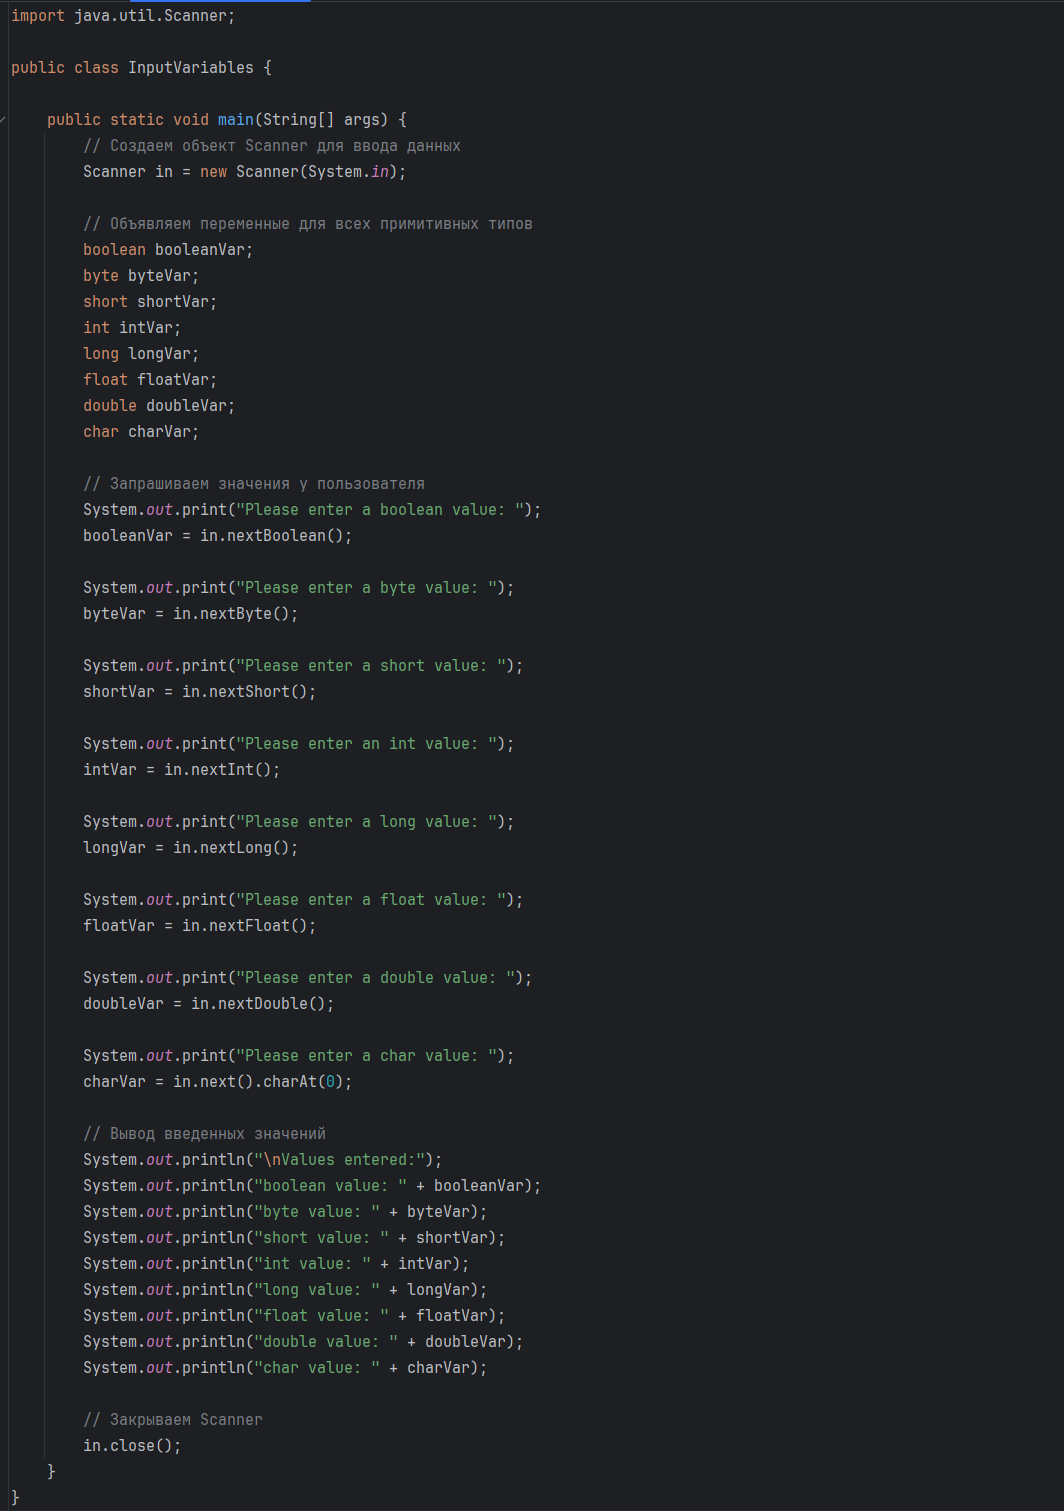 import java.util.Scanner;
public class InputVariables {
public static void main(String[] args) {
// Создаем объект Scanner для ввода данных
Scanner in = new Scanner(System.in);
// Объявляем переменные для всех примитивных типов
boolean booleanVar;
byte byteVar;
short shortVar;
int intVar;
long longVar;
float floatVar;
double doubleVar;
char charVar;
// Запрашиваем значения у пользователя
System.out.print("Please enter a boolean value: ");
booleanVar = in.nextBoolean();
System.out.print("Please enter a byte value: ");
byteVar = in.nextByte();
System.out.print("Please enter a short value: ");
shortVar = in.nextShort();
System.out.print("Please enter an int value: ");
intVar = in.nextInt();
System.out.print("Please enter a long value: ");
longVar = in.nextLong();
System.out.print("Please enter a float value: ");
floatVar = in.nextFloat();
System.out.print("Please enter a double value: ");
doubleVar = in.nextDouble();
System.out.print("Please enter a char value: ");
charVar = in.next().charAt(0);
// Вывод введенных значений
System.out.println("\nValues entered:");
System.out.println("boolean value: " + booleanVar);
System.out.println("byte value: " + byteVar);
System.out.println("short value: " + shortVar);
System.out.println("int value: " + intVar);
System.out.println("long value: " + longVar);
System.out.println("float value: " + floatVar);
System.out.println("double value: " + doubleVar);
System.out.println("char value: " + charVar);
// Закрываем Scanner
in.close();
}
}